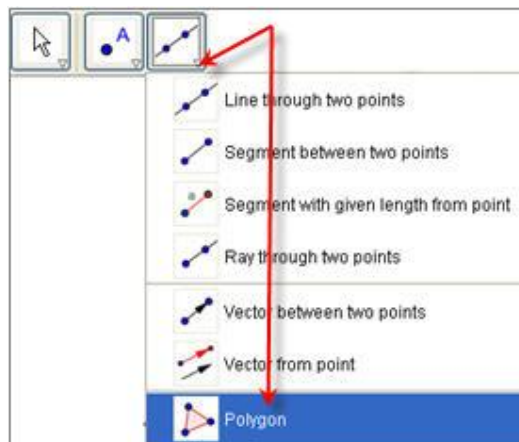 A
Line through two points
Segment between two points
Segment with given length from point
Ray through two points
Vector between two points
Vector from point
Polygon